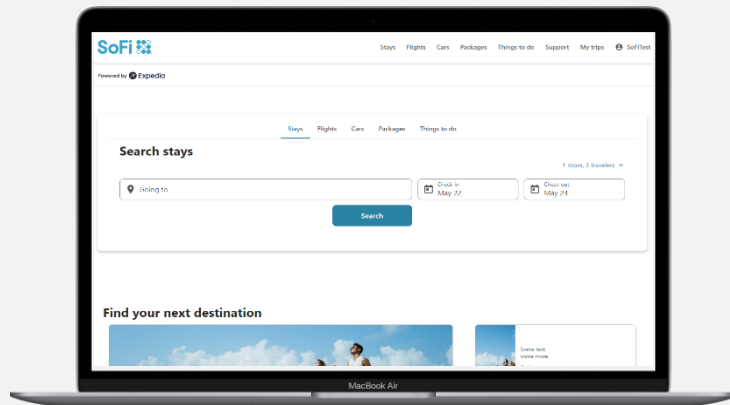 SoFi
Stays Flights Cars Packages Things to do Support My trips SoFiTest
Powered by Expedia
Stays Flights Cars Packages Things to do
Search stays
1 room, 2 travelers
Going to
Check in
May 22
Check out
May 23
Search
Find your next destination
Some text,
some more.
MacBook Air